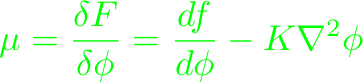 μ = δF/δϕ = df/dϕ − K∇²ϕ